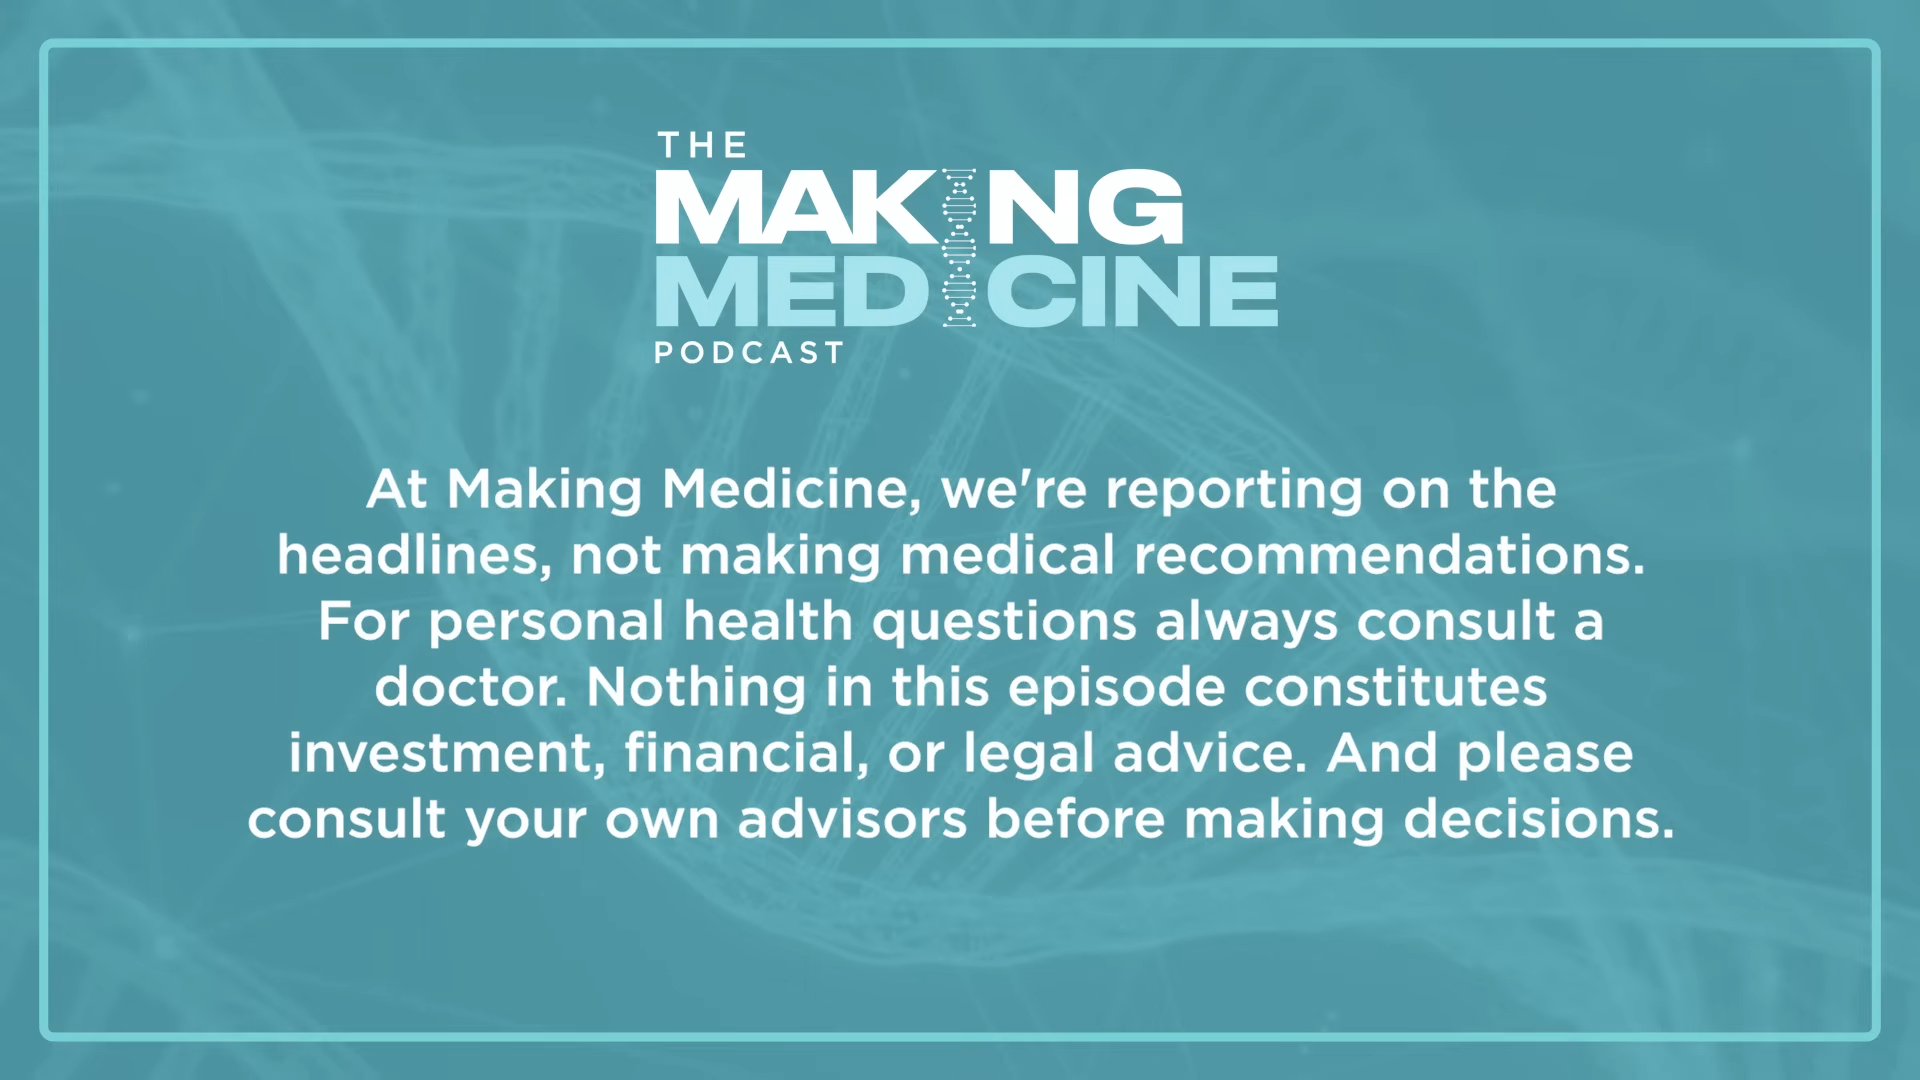 THE
MAKING
MEDICINE
PODCAST
At Making Medicine, we're reporting on the
headlines, not making medical recommendations.
For personal health questions always consult a
doctor. Nothing in this episode constitutes
investment, financial, or legal advice. And please
consult your own advisors before making decisions.